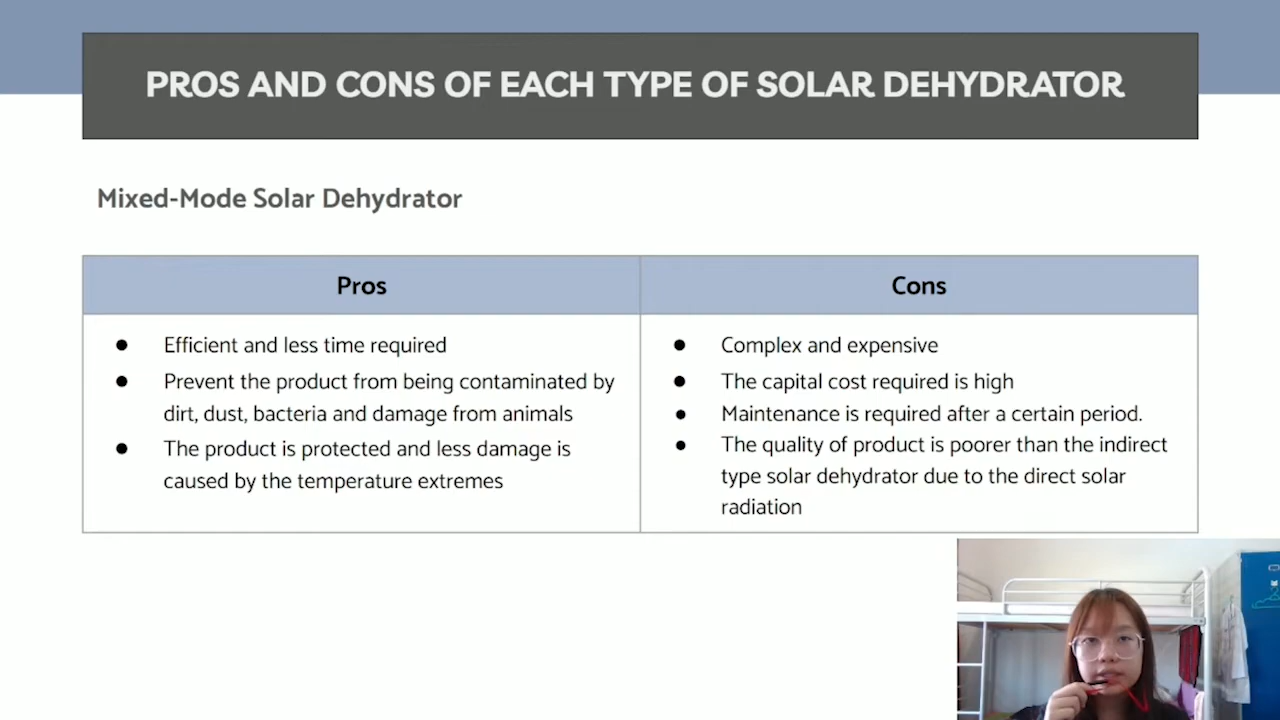 PROS AND CONS OF EACH TYPE OF SOLAR DEHYDRATOR
Mixed-Mode Solar Dehydrator
Pros
Cons
● Efficient and less time required
● Prevent the product from being contaminated by
dirt, dust, bacteria and damage from animals
● The product is protected and less damage is
caused by the temperature extremes
● Complex and expensive
● The capital cost required is high
● Maintenance is required after a certain period.
● The quality of product is poorer than the indirect
type solar dehydrator due to the direct solar
radiation